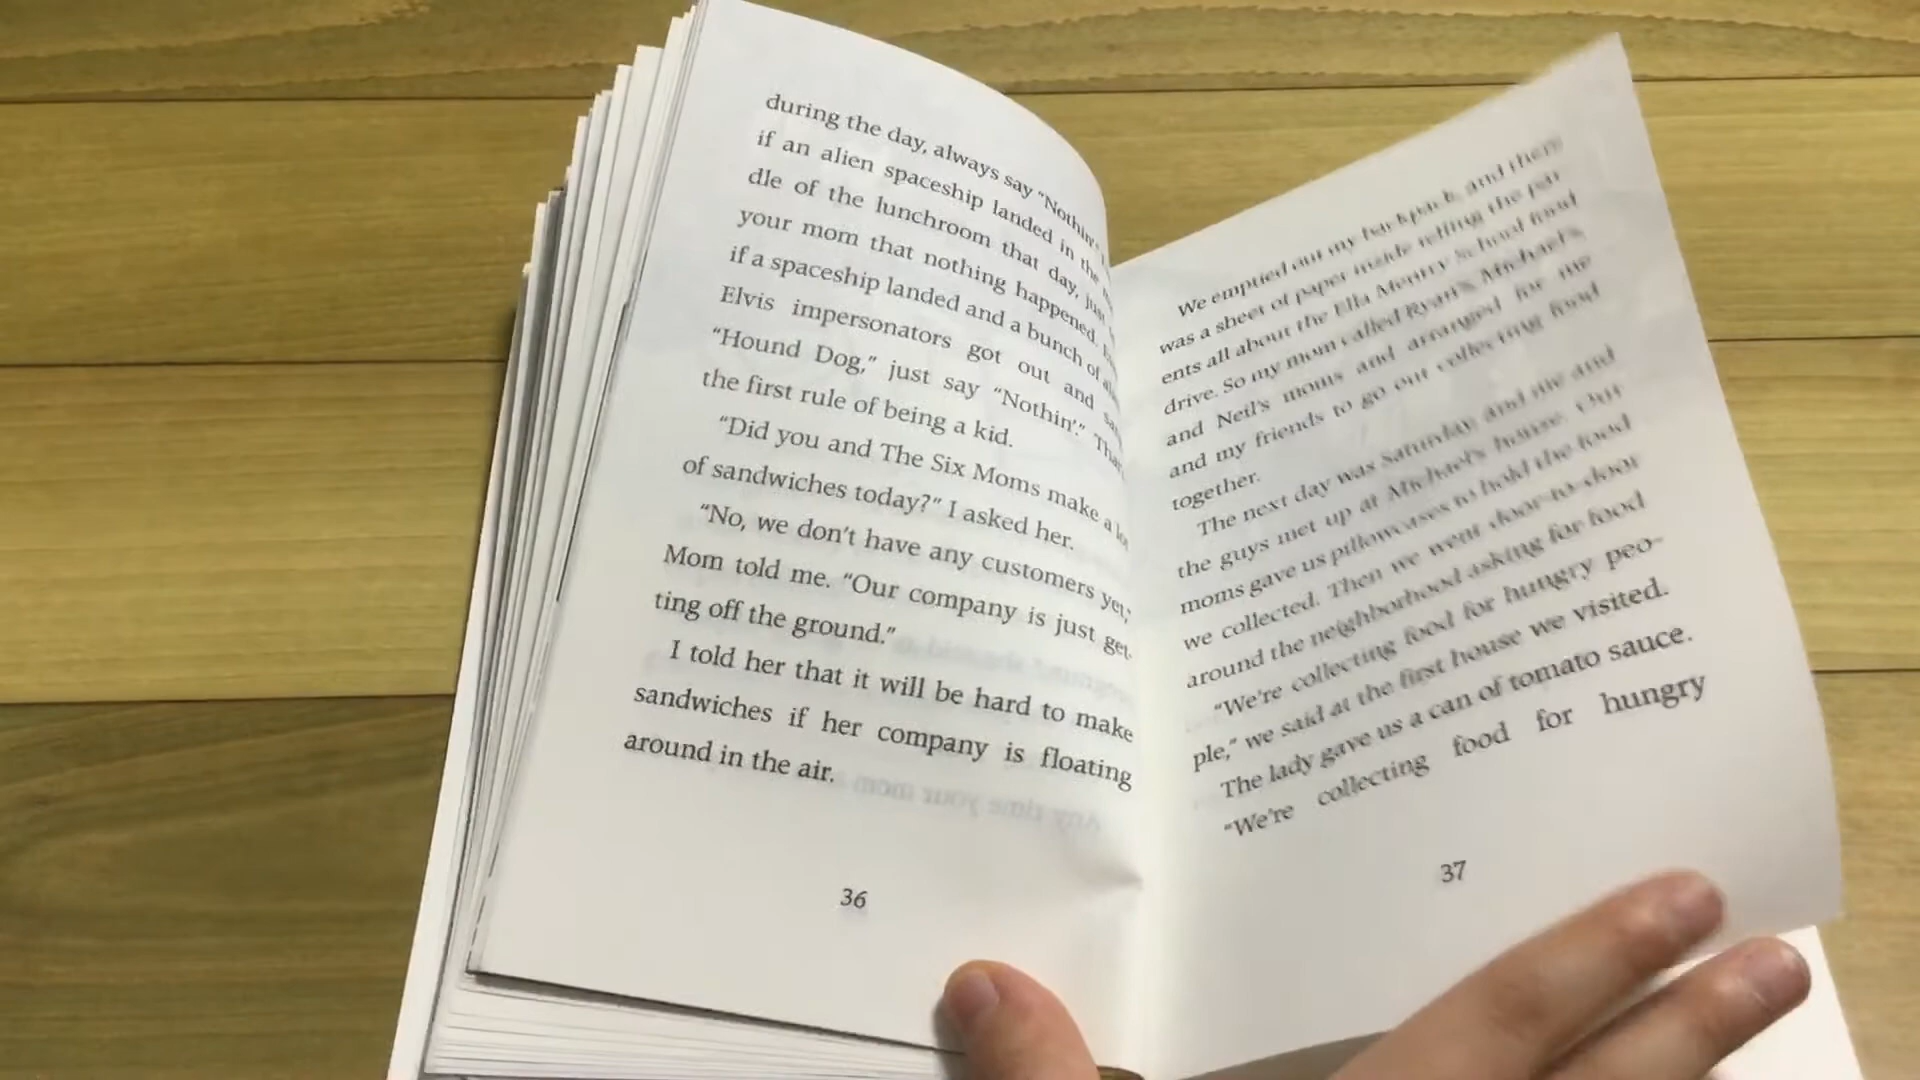 during the day, always say "Nothin'."
if an alien spaceship landed in the
dle of the lunchroom that day, just
your mom that nothing happened.
if a spaceship landed and a bunch of
Elvis impersonators got out and
"Hound Dog," just say "Nothin'."
the first rule of being a kid.
"Did you and The Six Moms make a lot
of sandwiches today?" I asked her.
"No, we don't have any customers yet,"
Mom told me. "Our company is just get-
ting off the ground."
I told her that it will be hard to make
sandwiches if her company is floating
around in the air.
36
We emptied out my backpack, and there
was a sheet of paper inside telling the par-
ents all about the Ella Mentry School food
drive. So my mom called Ryan's, Michael's,
and Neil's moms and arranged for me
and my friends to go out collecting food
together.
The next day was Saturday, and me and
the guys met up at Michael's house. Our
moms gave us pillowcases to hold the food
we collected. Then we went door-to-door
around the neighborhood asking for food
"We're collecting food for hungry peo-
ple," we said at the first house we visited.
The lady gave us a can of tomato sauce.
"We're collecting food for hungry
37